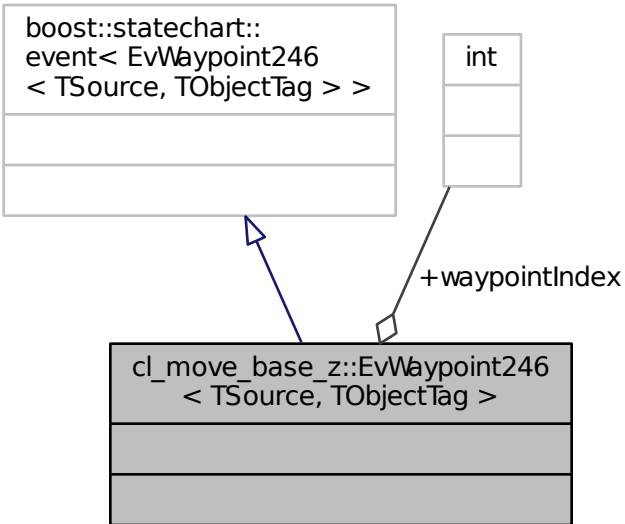 boost::statechart::
event< EvWaypoint246
< TSource, TObjectTag > >
int
+waypointIndex
cl_move_base_z::EvWaypoint246
< TSource, TObjectTag >